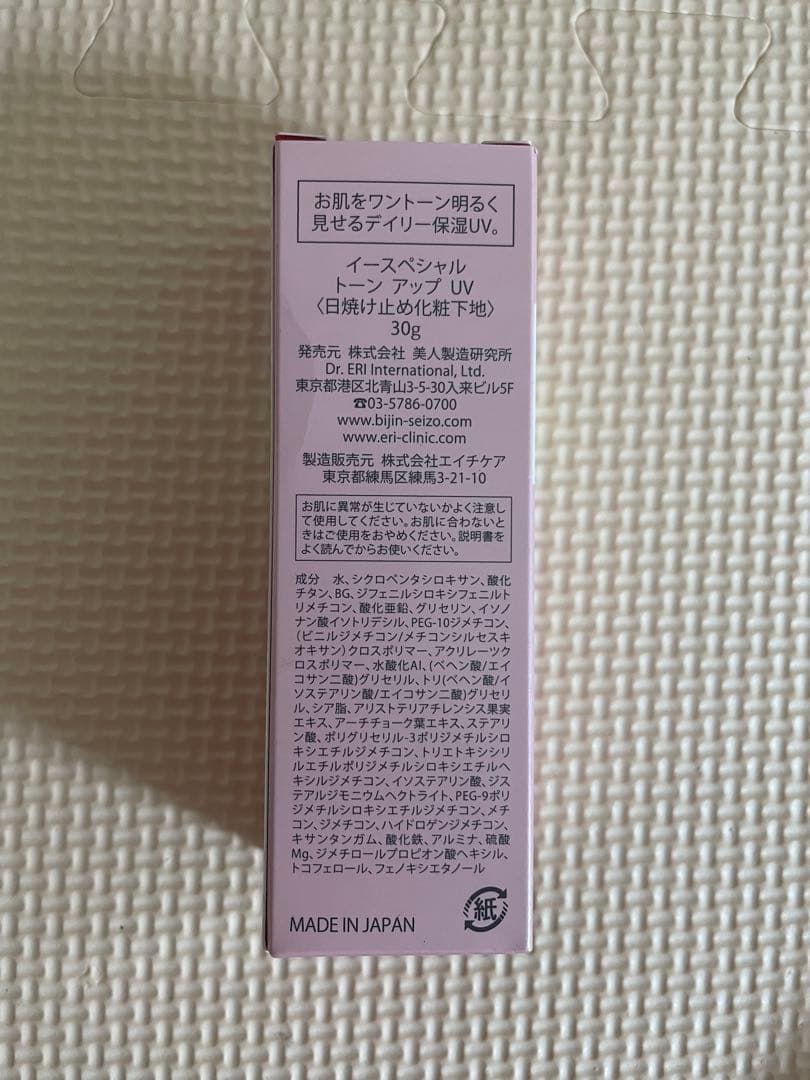 お肌をワントーン明るく
見せるデイリー保湿UV。
イースペシャル
トーン アップ UV
〈日焼け止め化粧下地〉
30g
発売元 株式会社 美人製造研究所
Dr. ERI International, Ltd.
東京都港区北青山3-5-30入来ビル5F
☎03-5786-0700
www.bijin-seizo.com
www.eri-clinic.com
製造販売元 株式会社エイチケア
東京都練馬区練馬3-21-10
お肌に異常が生じていないかよく注意し
て使用してください。お肌に合わないと
きはご使用をおやめください。説明書を
よく読んでからお使いください。
成分 水、シクロペンタシロキサン、酸化
チタン、BG、ジフェニルシロキシフェニルト
リメチコン、酸化亜鉛、グリセリン、イソノ
ナン酸イソトリデシル、PEG-10ジメチコン、
(ビニルジメチコン/メチコンシルセスキ
オキサン)クロスポリマー、アクリレーツク
ロスポリマー、水酸化Al、(ベヘン酸/エイ
コサン二酸)グリセリル、トリ(ベヘン酸/イ
ソステアリン酸/エイコサン二酸)グリセリ
ル、シア脂、アリストテリアチレンシス果実
エキス、アーチチョーク葉エキス、ステアリ
ン酸、ポリグリセリル-3ポリジメチルシロ
キシエチルジメチコン、トリエトキシシリ
ルエチルポリジメチルシロキシエチルヘ
キシルジメチコン、イソステアリン酸、ジス
テアルジモニウムヘクトライト、PEG-9ポリ
ジメチルシロキシエチルジメチコン、メチ
コン、ジメチコン、ハイドロゲンジメチコン、
キサンタンガム、酸化鉄、アルミナ、硫酸
Mg、ジメチロールプロピオン酸ヘキシル、
トコフェロール、フェノキシエタノール
MADE IN JAPAN
紙